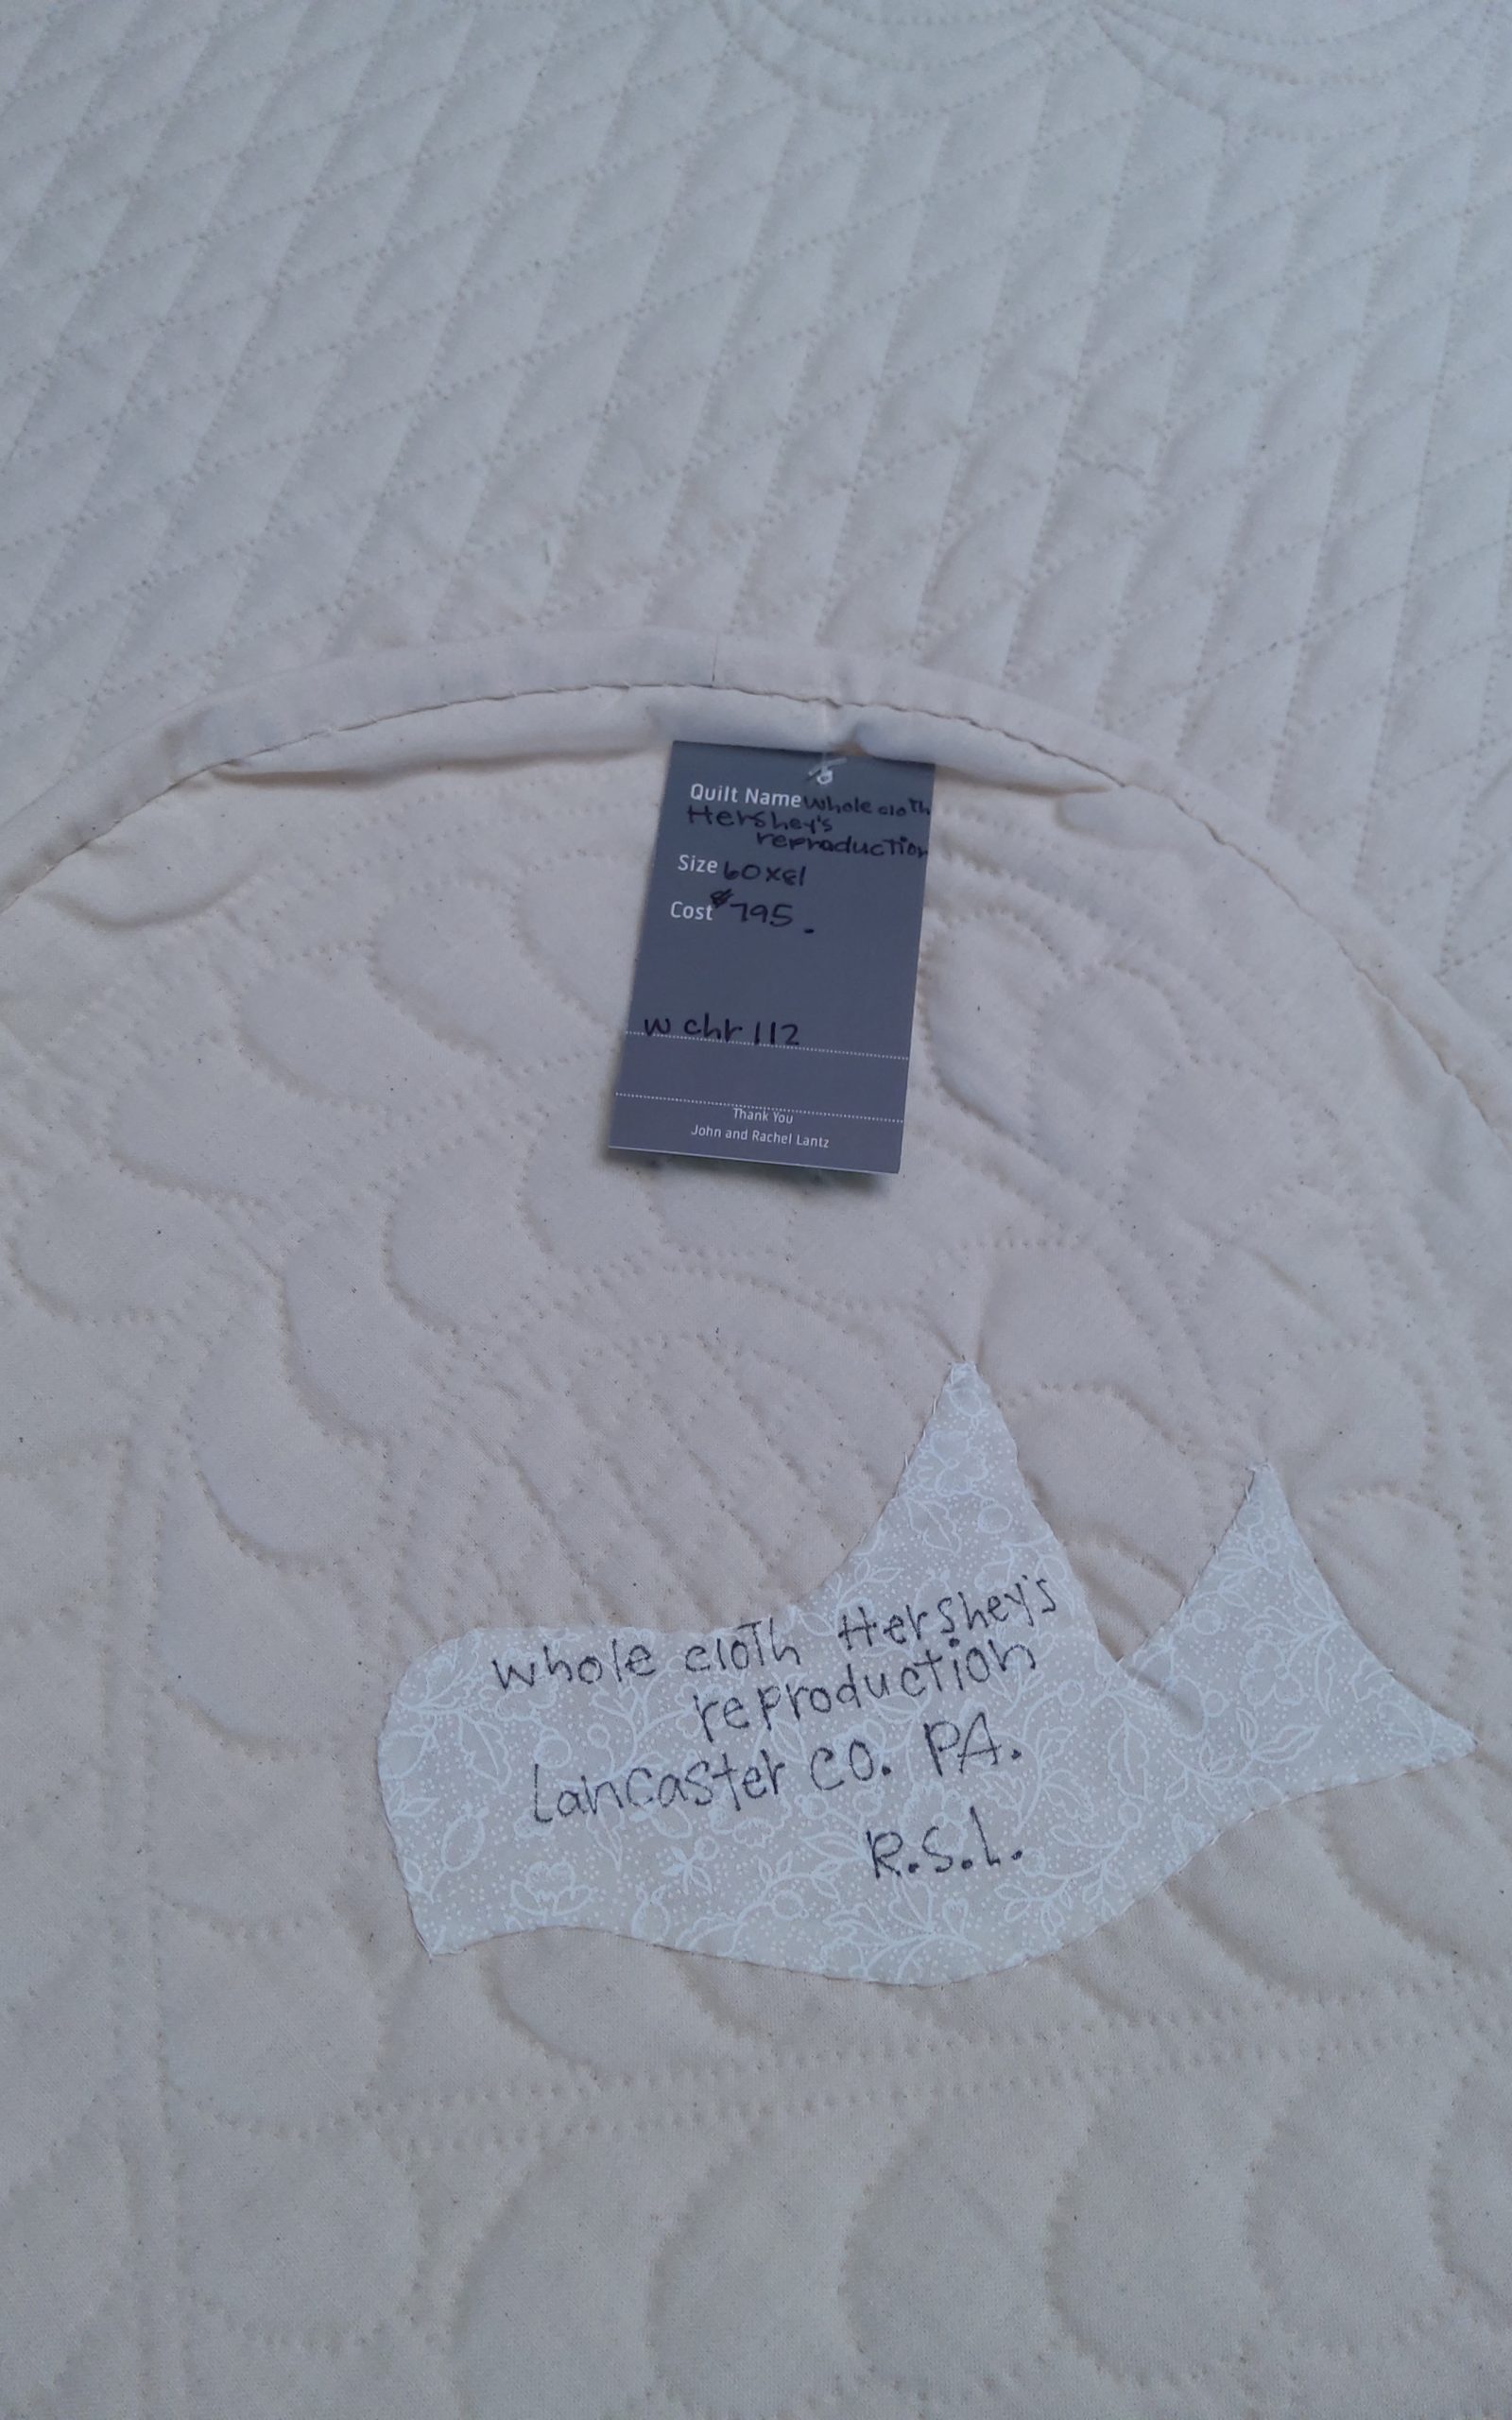 Quilt Name whole cloth
Hershey's
reproduction
Size 60x81
Cost $795.
w chr 112
Thank You
John and Rachel Lantz
whole cloth Hershey's
reproduction
Lancaster co. PA.
R.S.L.